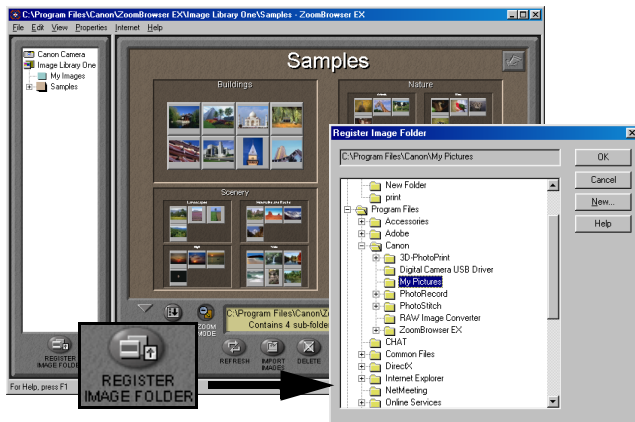 C:\Program Files\Canon\ZoomBrowser EX\Image Library One\Samples - ZoomBrowser EX
File Edit View Properties Internet Help
Canon Camera
Image Library One
My Images
Samples
Samples
Buildings
Nature
Scenery
Landscapes
Night
ZOOM
MODE
C:\Program Files\Canon\Zo
Contains 4 sub-folde
REGISTER
IMAGE FOLDE
REFRESH
IMPORT
IMAGES
DELETE
For Help, press F1
REGISTER
IMAGE FOLDER
Register Image Folder
C:\Program Files\Canon\My Pictures
OK
Cancel
New...
Help
New Folder
print
Program Files
Accessories
Adobe
Canon
3D-PhotoPrint
Digital Camera USB Driver
My Pictures
PhotoRecord
PhotoStitch
RAW Image Converter
ZoomBrowser EX
CHAT
Common Files
DirectX
Internet Explorer
NetMeeting
Online Services